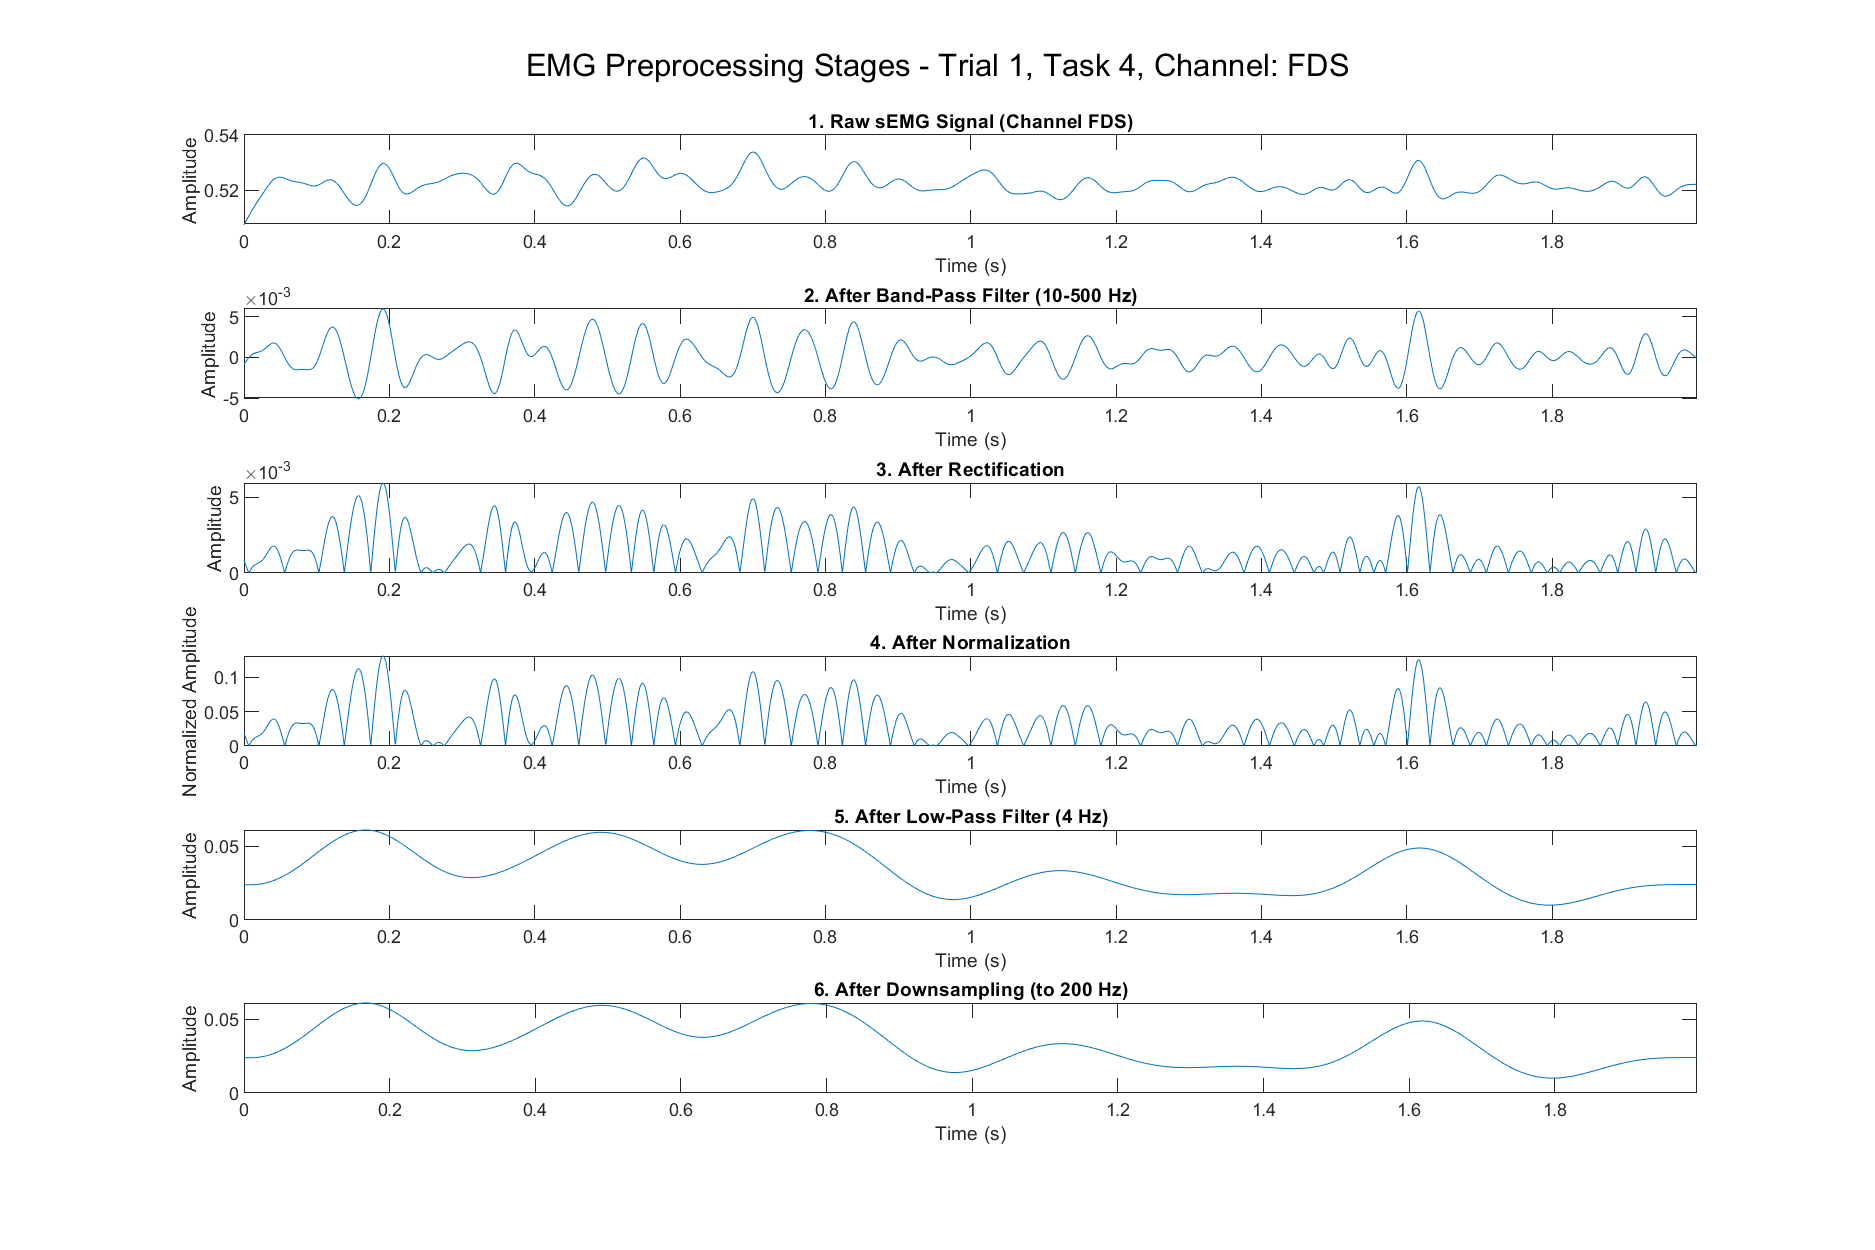 EMG Preprocessing Stages - Trial 1, Task 4, Channel: FDS
1. Raw sEMG Signal (Channel FDS)
Amplitude
0.54
0.52
0 0.2 0.4 0.6 0.8 1 1.2 1.4 1.6 1.8
Time (s)
2. After Band-Pass Filter (10-500 Hz)
×10-3
Amplitude
5
0
-5
0 0.2 0.4 0.6 0.8 1 1.2 1.4 1.6 1.8
Time (s)
3. After Rectification
×10-3
Amplitude
5
0
0 0.2 0.4 0.6 0.8 1 1.2 1.4 1.6 1.8
Time (s)
4. After Normalization
Normalized Amplitude
0.1
0.05
0
0 0.2 0.4 0.6 0.8 1 1.2 1.4 1.6 1.8
Time (s)
5. After Low-Pass Filter (4 Hz)
Amplitude
0.05
0
0 0.2 0.4 0.6 0.8 1 1.2 1.4 1.6 1.8
Time (s)
6. After Downsampling (to 200 Hz)
Amplitude
0.05
0
0 0.2 0.4 0.6 0.8 1 1.2 1.4 1.6 1.8
Time (s)